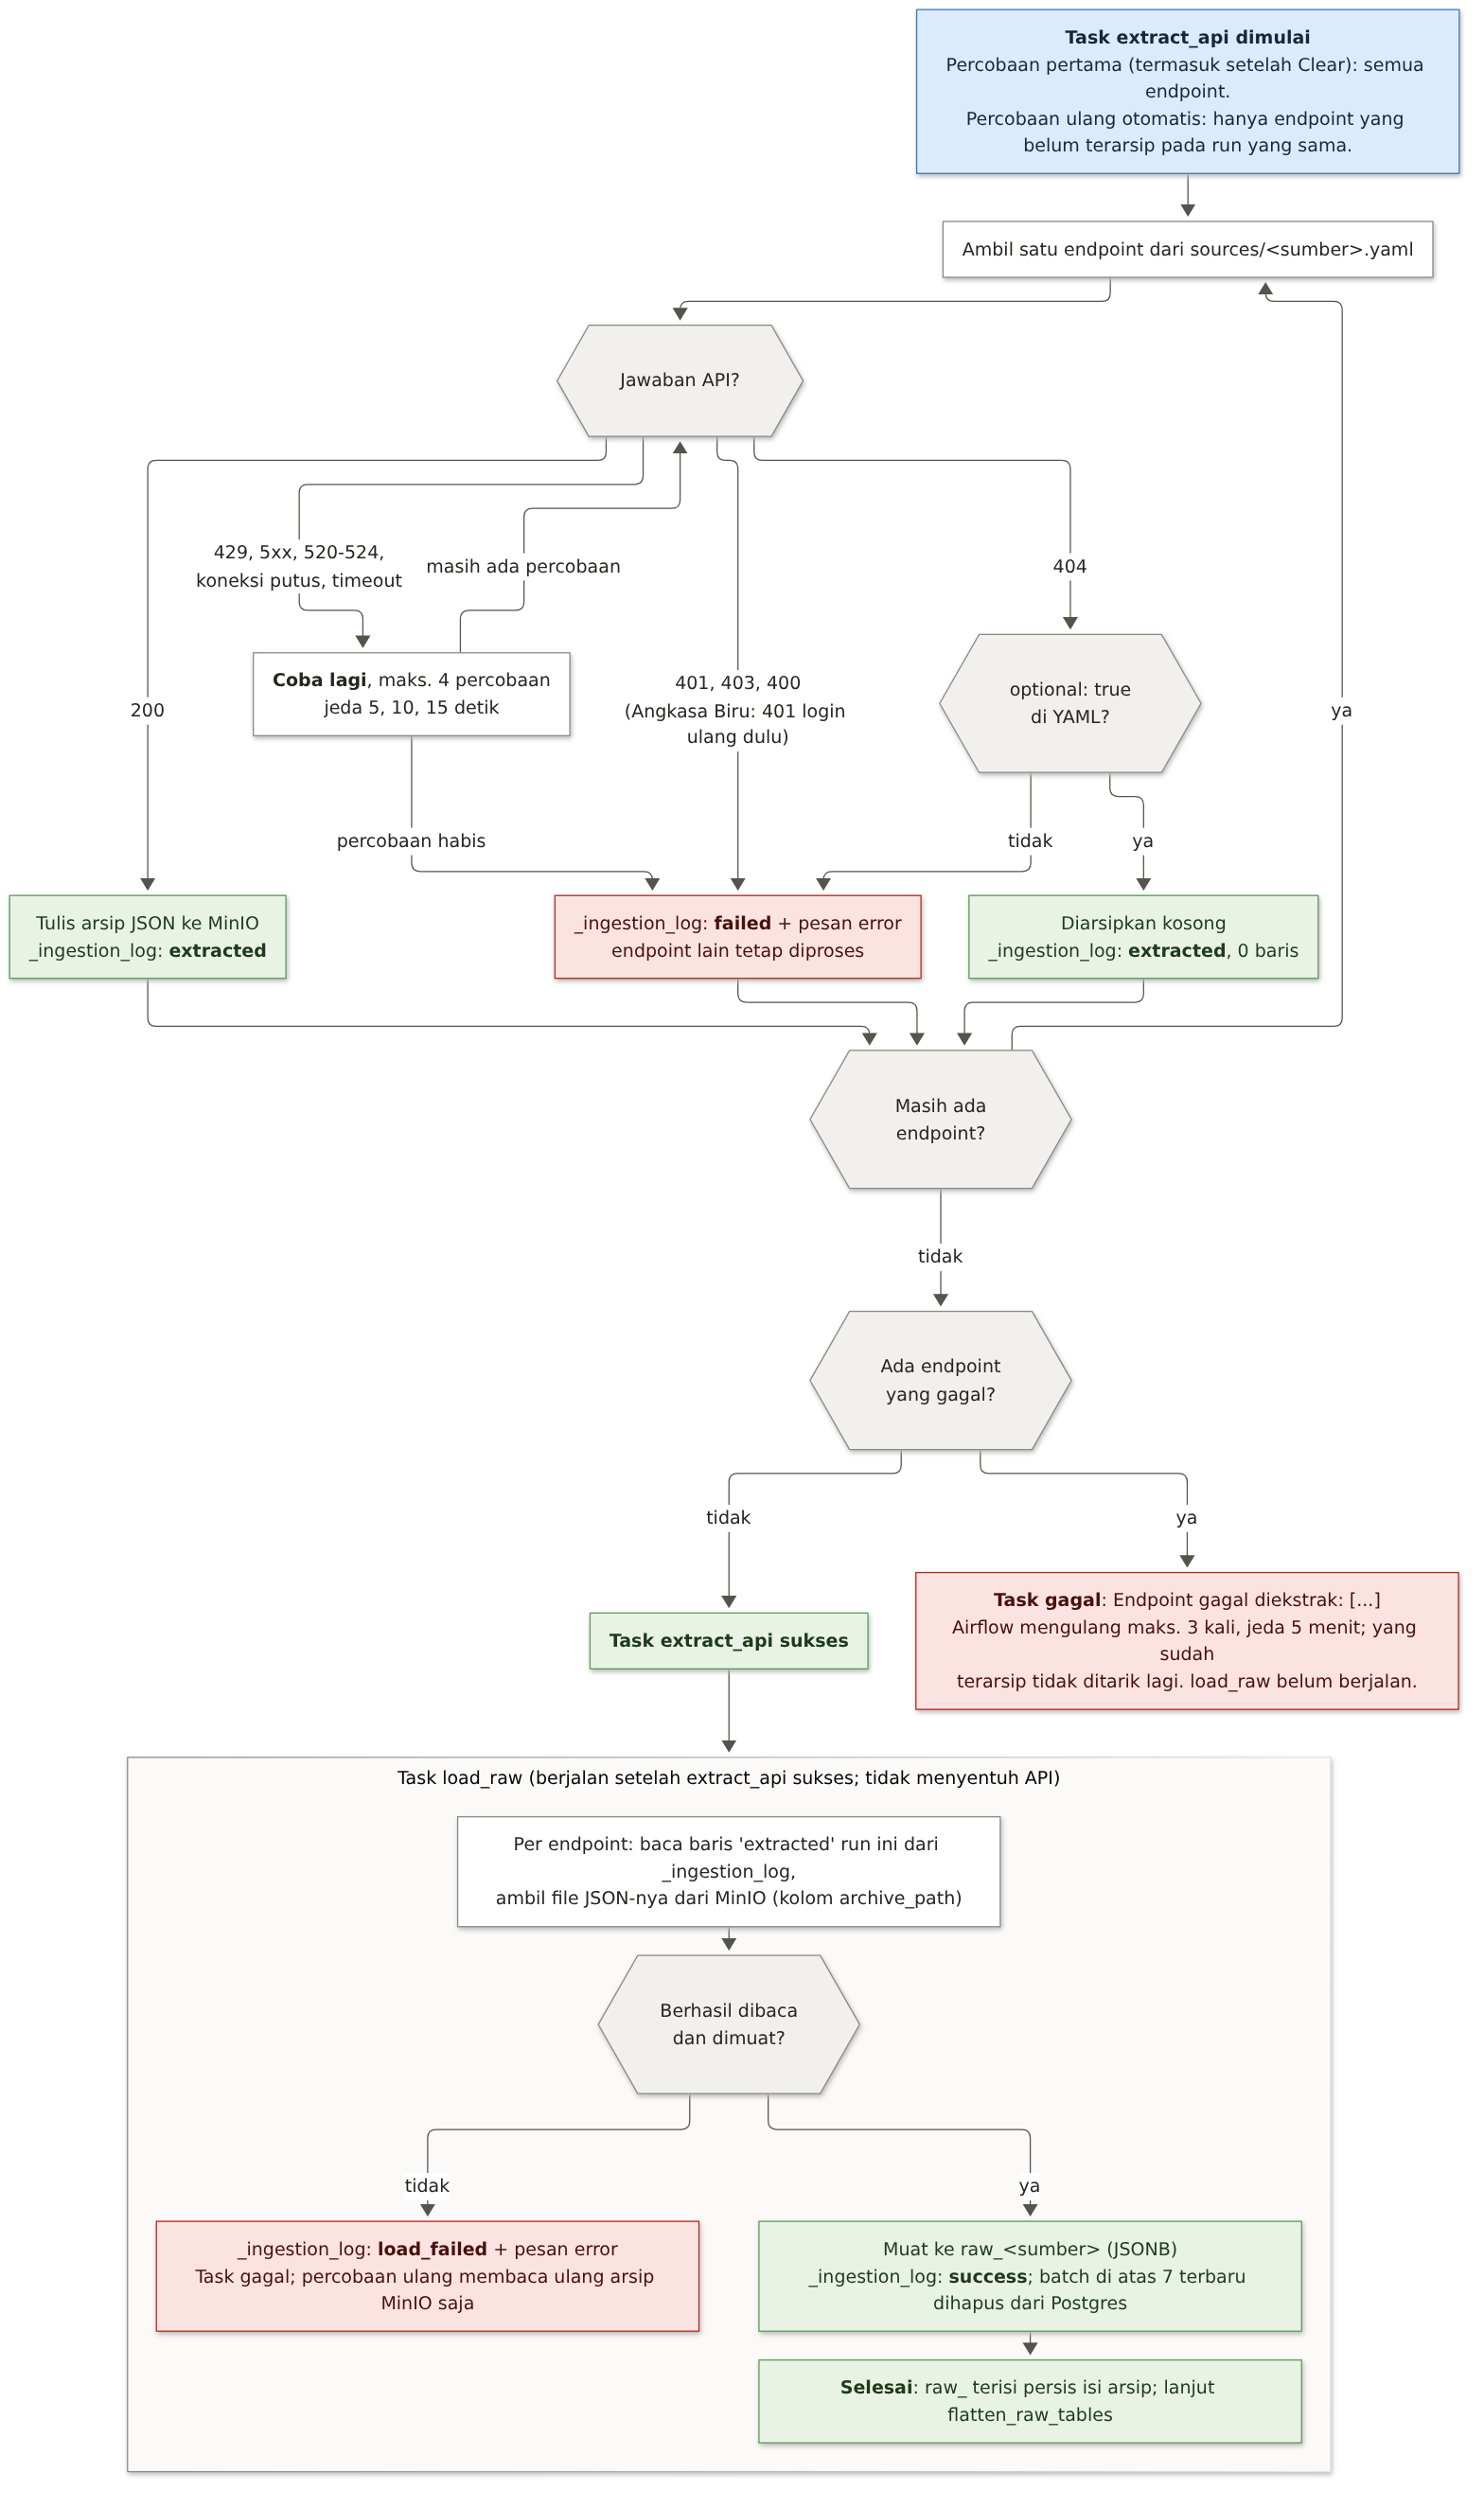 Task extract_api dimulai
Percobaan pertama (termasuk setelah Clear): semua
endpoint.
Percobaan ulang otomatis: hanya endpoint yang
belum terarsip pada run yang sama.
Ambil satu endpoint dari sources/<sumber>.yaml
Jawaban API?
429, 5xx, 520-524,
koneksi putus, timeout
masih ada percobaan
404
200
Coba lagi, maks. 4 percobaan
jeda 5, 10, 15 detik
401, 403, 400
(Angkasa Biru: 401 login
ulang dulu)
optional: true
di YAML?
ya
percobaan habis
tidak
ya
Tulis arsip JSON ke MinIO
_ingestion_log: extracted
_ingestion_log: failed + pesan error
endpoint lain tetap diproses
Diarsipkan kosong
_ingestion_log: extracted, 0 baris
Masih ada
endpoint?
tidak
Ada endpoint
yang gagal?
tidak
ya
Task extract_api sukses
Task gagal: Endpoint gagal diekstrak: [...]
Airflow mengulang maks. 3 kali, jeda 5 menit; yang
sudah
terarsip tidak ditarik lagi. load_raw belum berjalan.
Task load_raw (berjalan setelah extract_api sukses; tidak menyentuh API)
Per endpoint: baca baris 'extracted' run ini dari
_ingestion_log,
ambil file JSON-nya dari MinIO (kolom archive_path)
Berhasil dibaca
dan dimuat?
tidak
ya
_ingestion_log: load_failed + pesan error
Task gagal; percobaan ulang membaca ulang arsip
MinIO saja
Muat ke raw_<sumber> (JSONB)
_ingestion_log: success; batch di atas 7 terbaru
dihapus dari Postgres
Selesai: raw_ terisi persis isi arsip; lanjut
flatten_raw_tables